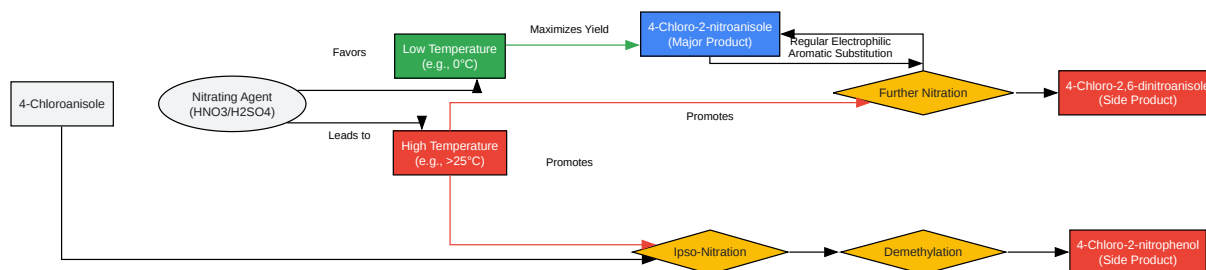 4-Chloroanisole
Nitrating Agent
(HNO3/H2SO4)
Favors
Leads to
Low Temperature
(e.g., 0°C)
High Temperature
(e.g., >25°C)
Maximizes Yield
Promotes
Promotes
4-Chloro-2-nitroanisole
(Major Product)
Regular Electrophilic
Aromatic Substitution
Further Nitration
4-Chloro-2,6-dinitroanisole
(Side Product)
Ipso-Nitration
Demethylation
4-Chloro-2-nitrophenol
(Side Product)